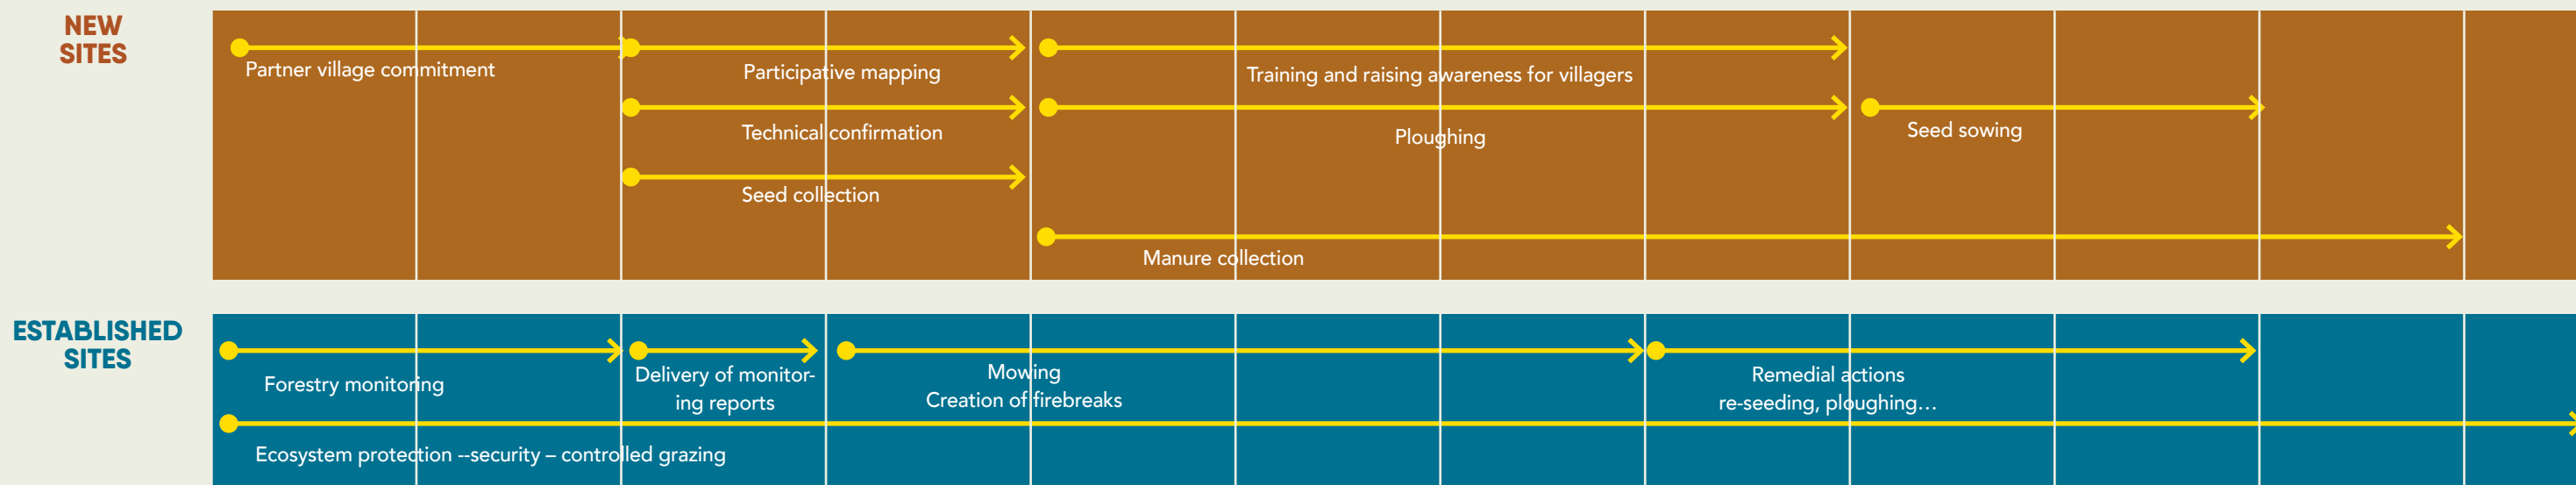 NEW
SITES
Partner village commitment
Participative mapping
Training and raising awareness for villagers
Technical confirmation
Ploughing
Seed sowing
Seed collection
Manure collection
ESTABLISHED
SITES
Forestry monitoring
Delivery of monitor-
ing reports
Mowing
Creation of firebreaks
Remedial actions
re-seeding, ploughing…
Ecosystem protection --security – controlled grazing